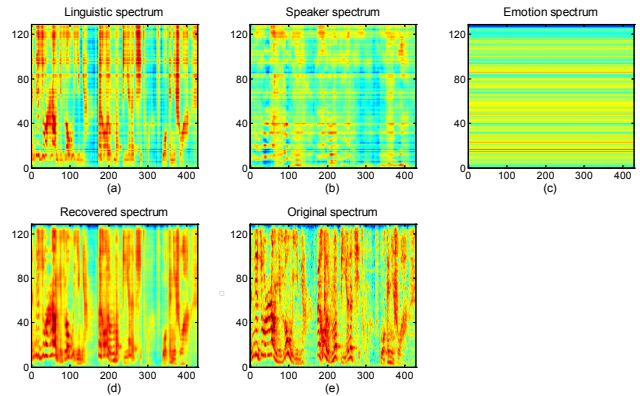 Linguistic spectrum
Speaker spectrum
Emotion spectrum
120
80
40
0
0 100 200 300 400
(a)
120
80
40
0
0 100 200 300 400
(b)
120
80
40
0
0 100 200 300 400
(c)
Recovered spectrum
Original spectrum
120
80
40
0
0 100 200 300 400
(d)
120
80
40
0
0 100 200 300 400
(e)